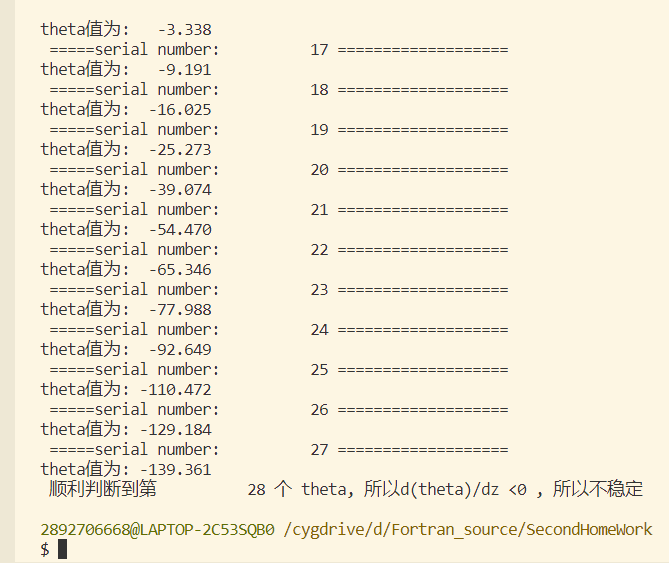 theta值为:   -3.338
 =====serial number:          17 ===================
theta值为:   -9.191
 =====serial number:          18 ===================
theta值为:  -16.025
 =====serial number:          19 ===================
theta值为:  -25.273
 =====serial number:          20 ===================
theta值为:  -39.074
 =====serial number:          21 ===================
theta值为:  -54.470
 =====serial number:          22 ===================
theta值为:  -65.346
 =====serial number:          23 ===================
theta值为:  -77.988
 =====serial number:          24 ===================
theta值为:  -92.649
 =====serial number:          25 ===================
theta值为: -110.472
 =====serial number:          26 ===================
theta值为: -129.184
 =====serial number:          27 ===================
theta值为: -139.361
 顺利判断到第          28 个 theta, 所以d(theta)/dz <0 , 所以不稳定
2892706668@LAPTOP-2C53SQB0 /cygdrive/d/Fortran_source/SecondHomeWork
$